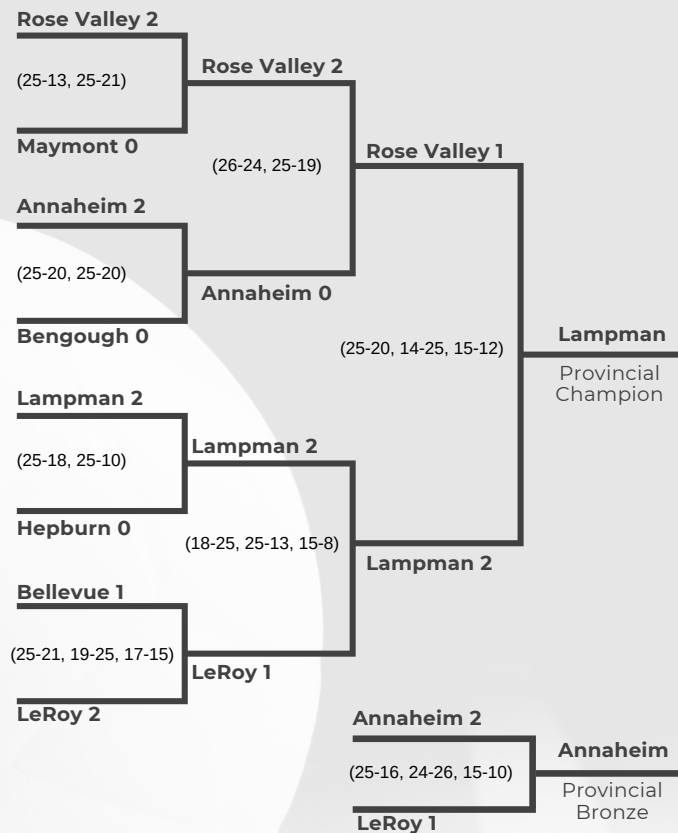 Rose Valley 2
(25-13, 25-21)
Maymont 0
Rose Valley 2
(26-24, 25-19)
Annaheim 0
Annaheim 2
(25-20, 25-20)
Bengough 0
Rose Valley 1
(25-20, 14-25, 15-12)
Lampman 2
Lampman
Provincial
Champion
Lampman 2
(25-18, 25-10)
Hepburn 0
Lampman 2
(18-25, 25-13, 15-8)
LeRoy 1
Bellevue 1
(25-21, 19-25, 17-15)
LeRoy 2
Annaheim 2
(25-16, 24-26, 15-10)
LeRoy 1
Annaheim
Provincial
Bronze